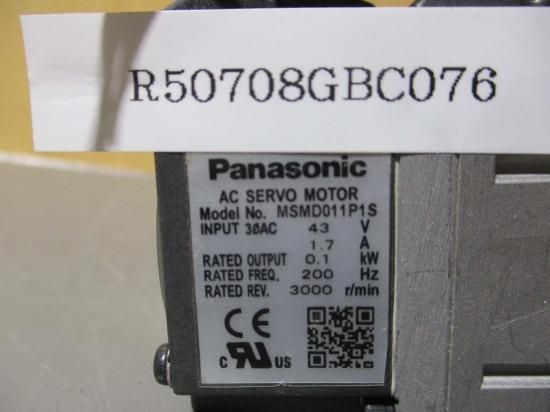 R50708GBC076
Panasonic
AC SERVO MOTOR
Model No. MSMD011P1S
INPUT 3ØAC 43 V
1.7 A
RATED OUTPUT 0.1 kW
RATED FREQ. 200 Hz
RATED REV. 3000 r/min
CE
c RU US